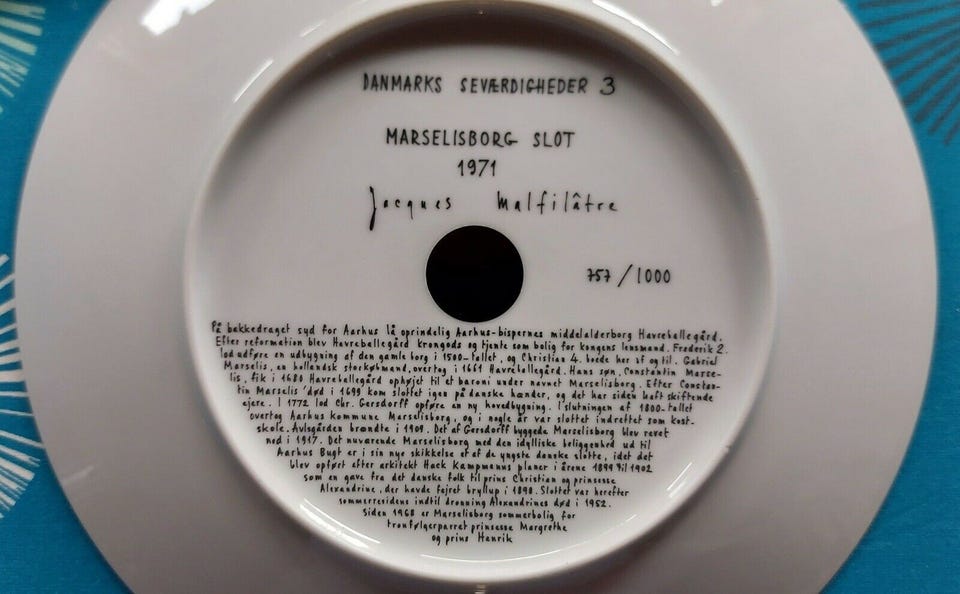 DANMARKS SEVÆRDIGHEDER 3
MARSELISBORG SLOT
1971
Jacques Malfilâtre
757/1000
På bakkedraget syd for Aarhus lå oprindelig Aarhus-bispernes middelalderborg Havreballegård.
Efter reformation blev Havreballegård krongods og tjente som bolig for kongens lensmand. Frederik 2.
lod udføre en udbygning af den gamle borg i 1500-tallet, og Christian 4. boede her af og til. Gabriel
Marselis, en hollandsk storkøbmand, overtog i 1661 Havreballegård. Hans søn, Constantin Marse-
lis, fik i 1680 Havreballegård ophøjet til et baroni under navnet Marselisborg. Efter Constan-
tin Marselis' død i 1699 kom slottet igen på danske hænder, og det har siden haft skiftende
ejere. I 1772 lod Chr. Gersdorff opføre en ny hovedbygning. I slutningen af 1800-tallet
overtog Aarhus kommune Marselisborg, og i nogle år var slottet indrettet som kost-
skole. Avlsgården brændte i 1909. Det af Gersdorff byggede Marselisborg blev revet
ned i 1917. Det nuværende Marselisborg med den idylliske beliggenhed ud til
Aarhus Bugt er i sin nye skikkelse et af de yngste danske slotte, idet det
blev opført efter arkitekt Hack Kampmanns planer i årene 1899 til 1902
som en gave fra det danske folk til prins Christian og prinsesse
Alexandrine, der havde fejret bryllup i 1898. Slottet var herefter
sommerresidens indtil dronning Alexandrines død i 1952.
Siden 1968 er Marselisborg sommerbolig for
tronfølgerparret prinsesse Margrethe
og prins Henrik